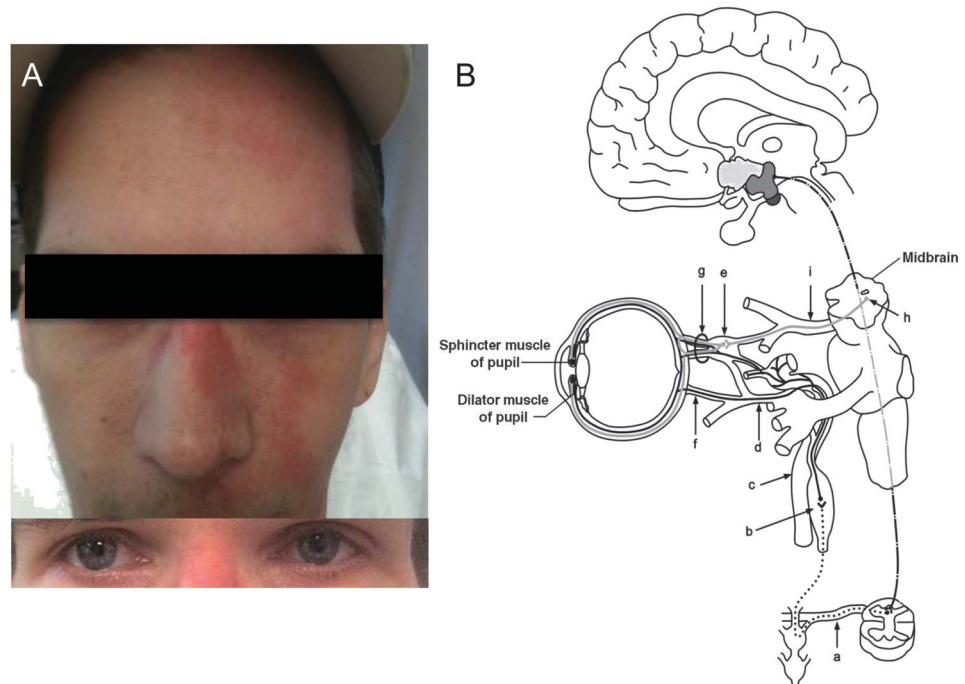 A
B
Midbrain
g
e
i
h
Sphincter muscle
of pupil
Dilator muscle
of pupil
f
d
c
b
a